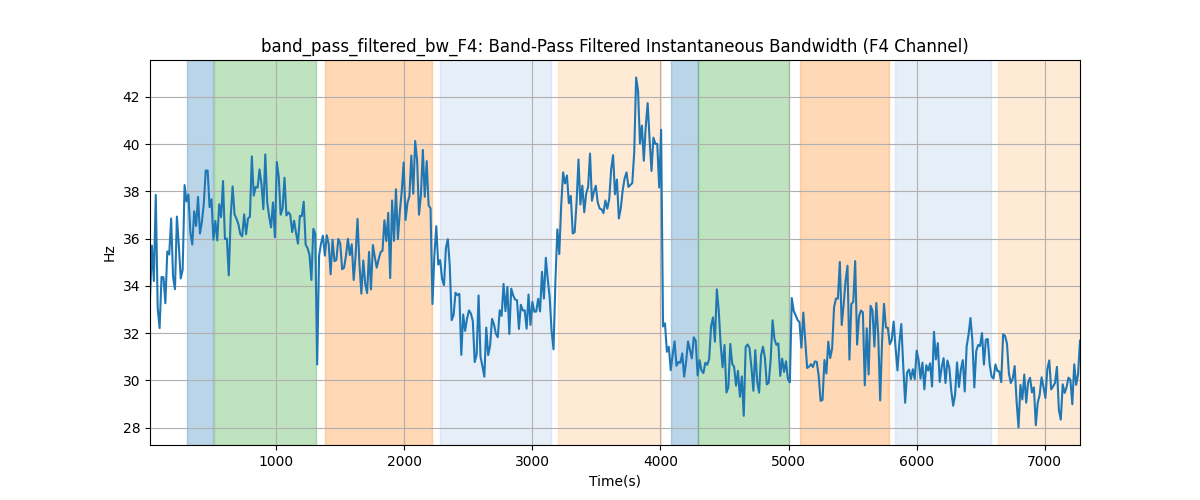 band_pass_filtered_bw_F4: Band-Pass Filtered Instantaneous Bandwidth (F4 Channel)
42
40
38
36
34
32
30
28
Hz
1000 2000 3000 4000 5000 6000 7000
Time(s)